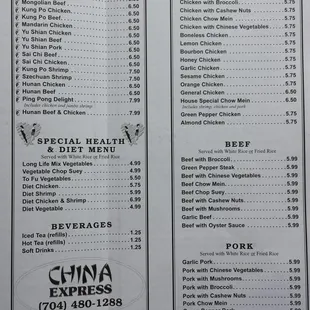 Mongolian Beef 6.50
Kung Po Chicken 6.50
Kung Po Beef 6.50
Mandarin Chicken 6.50
Yu Shian Chicken 6.50
Yu Shian Beef 6.50
Yu Shian Pork 6.50
Sai Chi Beef 6.50
Sai Chi Chicken 6.50
Kung Po Shrimp 7.50
Szechuan Shrimp 7.50
Hunan Chicken 6.50
Hunan Beef 6.50
Ping Pong Delight 7.99
Includes chicken and jumbo shrimp
Hunan Beef & Chicken 7.99
SPECIAL HEALTH
& DIET MENU
Served with White Rice or Fried Rice
Long Life Mix Vegetables 4.99
Vegetable Chop Suey 4.99
To Fu Vegetables 5.50
Diet Chicken 5.75
Diet Shrimp 5.99
Diet Chicken & Shrimp 6.99
Diet Vegetable 4.99
BEVERAGES
Iced Tea (refills) 1.25
Hot Tea (refills) 1.25
Soft Drinks 1.25
CHINA
EXPRESS
(704) 480-1288
Chicken with Broccoli 5.75
Chicken with Cashew Nuts 5.75
Chicken Chow Mein 5.75
Chicken with Chinese Vegetables 5.75
Boneless Chicken 5.75
Lemon Chicken 5.75
Bourbon Chicken 5.75
Honey Chicken 5.75
Garlic Chicken 5.75
Sesame Chicken 5.75
Orange Chicken 5.75
General Chicken 5.75
House Special Chow Mein 6.50
Includes shrimp, chicken and pork
Green Pepper Chicken 5.75
Almond Chicken 5.75
BEEF
Served with White Rice or Fried Rice
Beef with Broccoli 5.99
Green Pepper Steak 5.99
Beef with Chinese Vegetables 5.99
Beef Chow Mein 5.99
Beef Chop Suey 5.99
Beef with Cashew Nuts 5.99
Beef with Mushrooms 5.99
Garlic Beef 5.99
Beef with Oyster Sauce 5.99
PORK
Served with White Rice or Fried Rice
Garlic Pork 5.99
Pork with Chinese Vegetables 5.99
Pork with Mushrooms 5.99
Pork with Broccoli 5.99
Pork with Cashew Nuts 5.99
Pork Chow Mein 5.99